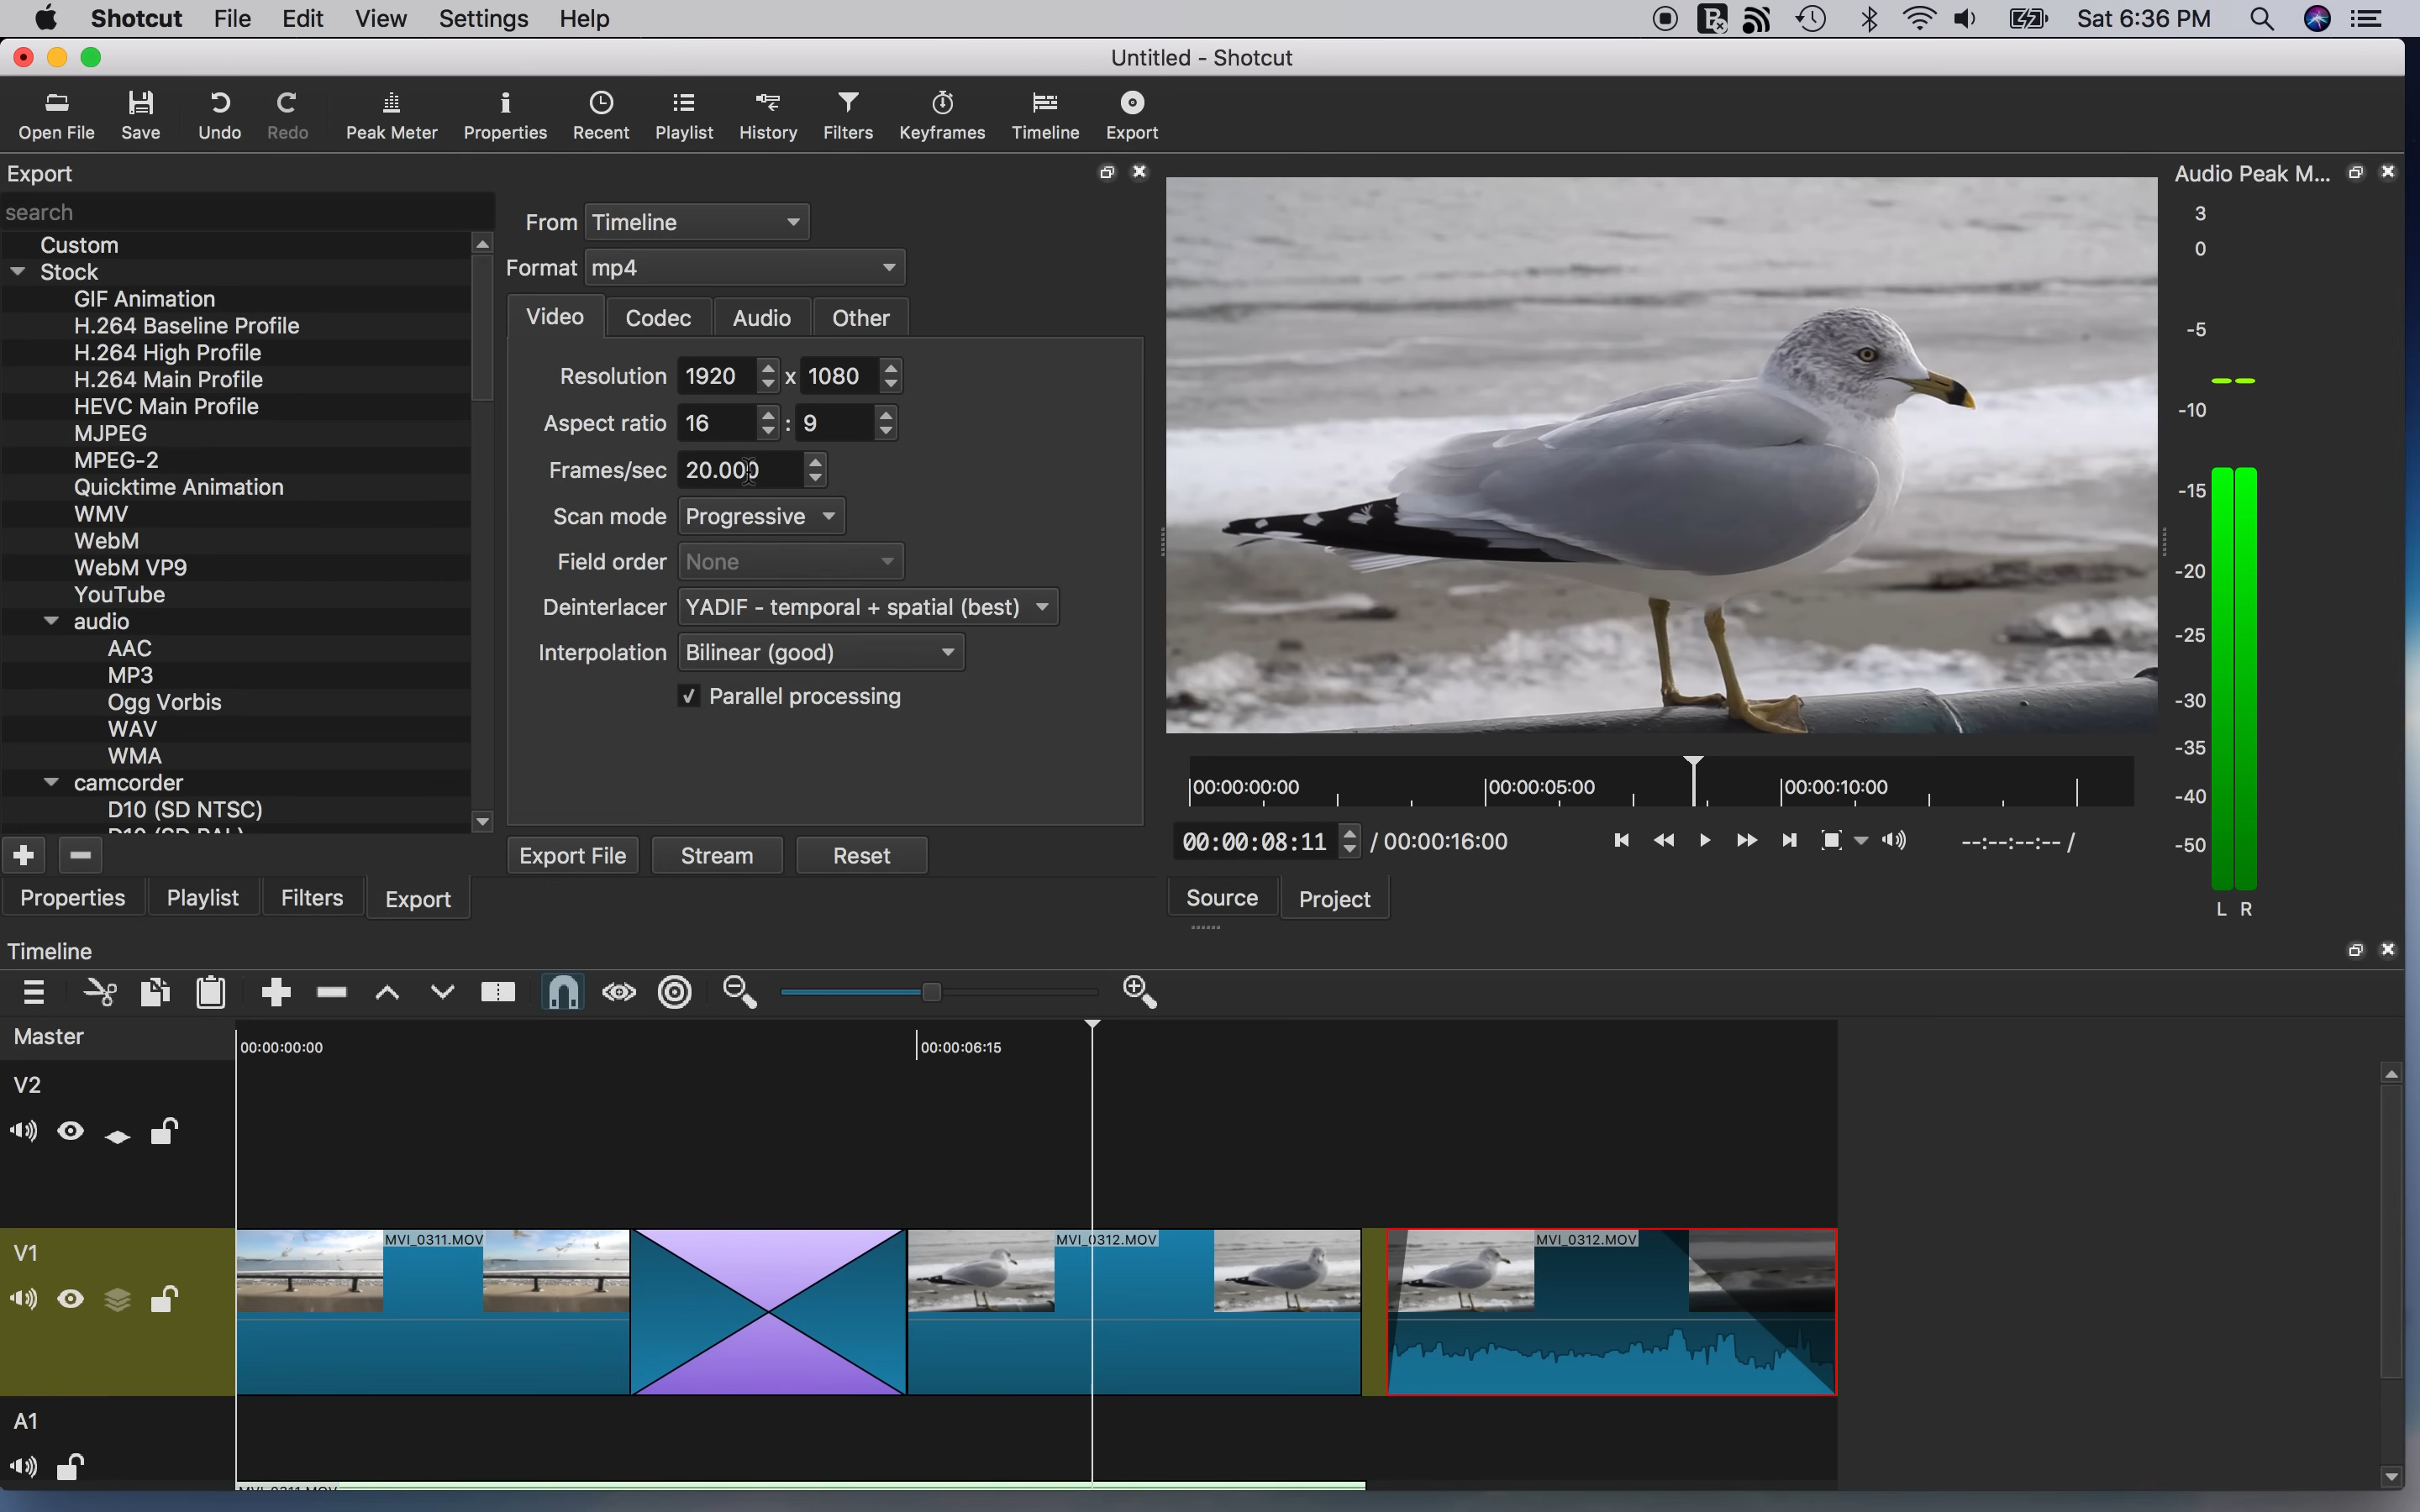 Shotcut File Edit View Settings Help Sat 6:36 PM
Untitled - Shotcut
Open File Save Undo Redo Peak Meter Properties Recent Playlist History Filters Keyframes Timeline Export
Export
search
Custom
Stock
GIF Animation
H.264 Baseline Profile
H.264 High Profile
H.264 Main Profile
HEVC Main Profile
MJPEG
MPEG-2
Quicktime Animation
WMV
WebM
WebM VP9
YouTube
audio
AAC
MP3
Ogg Vorbis
WAV
WMA
camcorder
D10 (SD NTSC)
D10 (SD PAL)
From Timeline
Format mp4
Video Codec Audio Other
Resolution 1920 x 1080
Aspect ratio 16 : 9
Frames/sec 20.000
Scan mode Progressive
Field order None
Deinterlacer YADIF - temporal + spatial (best)
Interpolation Bilinear (good)
Parallel processing
Export File Stream Reset
Properties Playlist Filters Export
00:00:00:00 00:00:05:00 00:00:10:00
00:00:08:11 / 00:00:16:00 --:--:--:-- /
Source Project
Audio Peak M...
3
0
-5
-10
-15
-20
-25
-30
-35
-40
-50
L R
Timeline
Master
00:00:00:00 00:00:06:15
V2
V1
MVI_0311.MOV MVI_0312.MOV MVI_0312.MOV
A1
MVI_0311.MOV